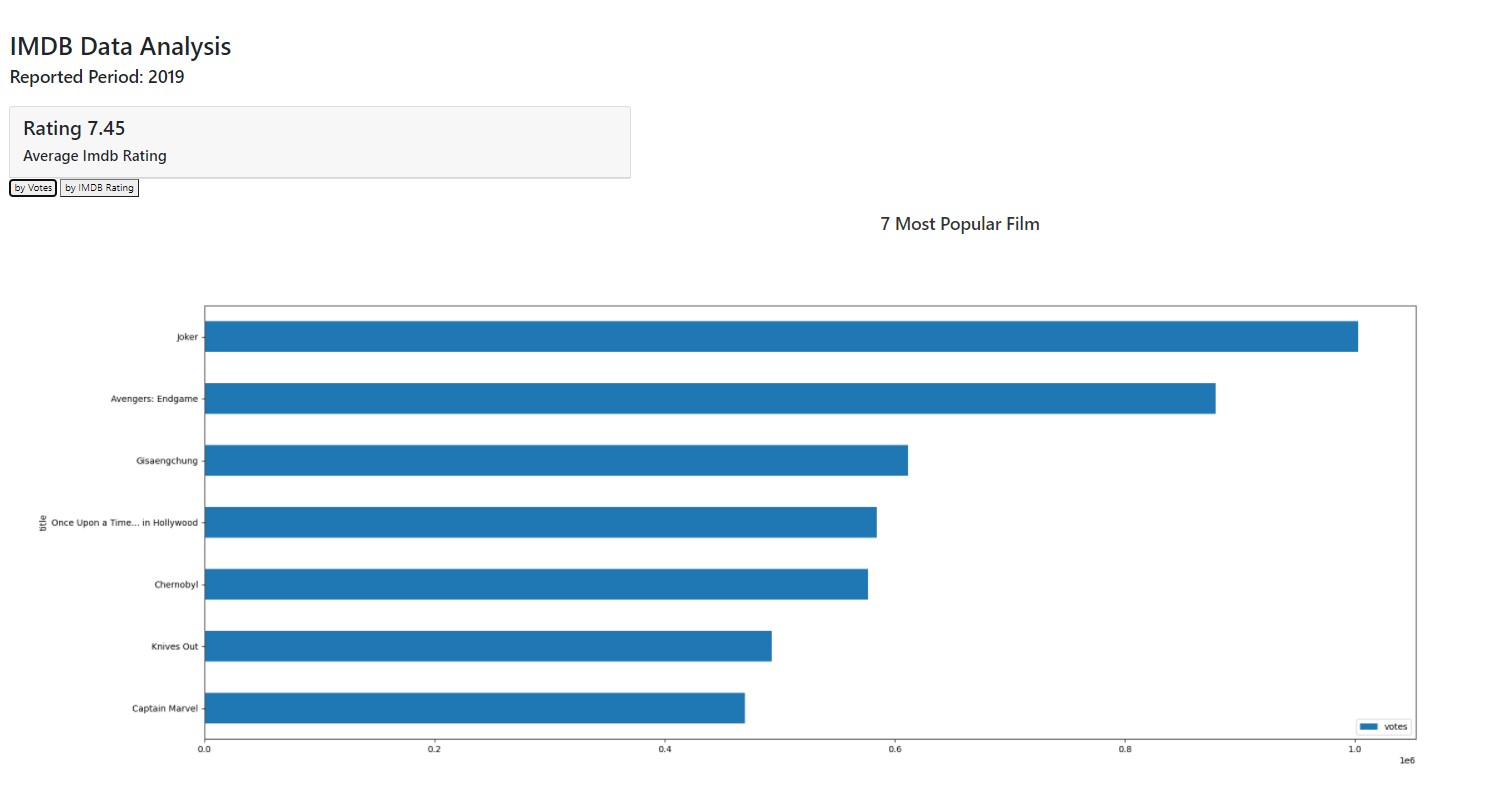 IMDB Data Analysis
Reported Period: 2019
Rating 7.45
Average Imdb Rating
by Votes by IMDB Rating
7 Most Popular Film
Joker
Avengers: Endgame
Gisaengchung
title
Once Upon a Time... in Hollywood
Chernobyl
Knives Out
Captain Marvel
votes
0.0 0.2 0.4 0.6 0.8 1.0
1e6